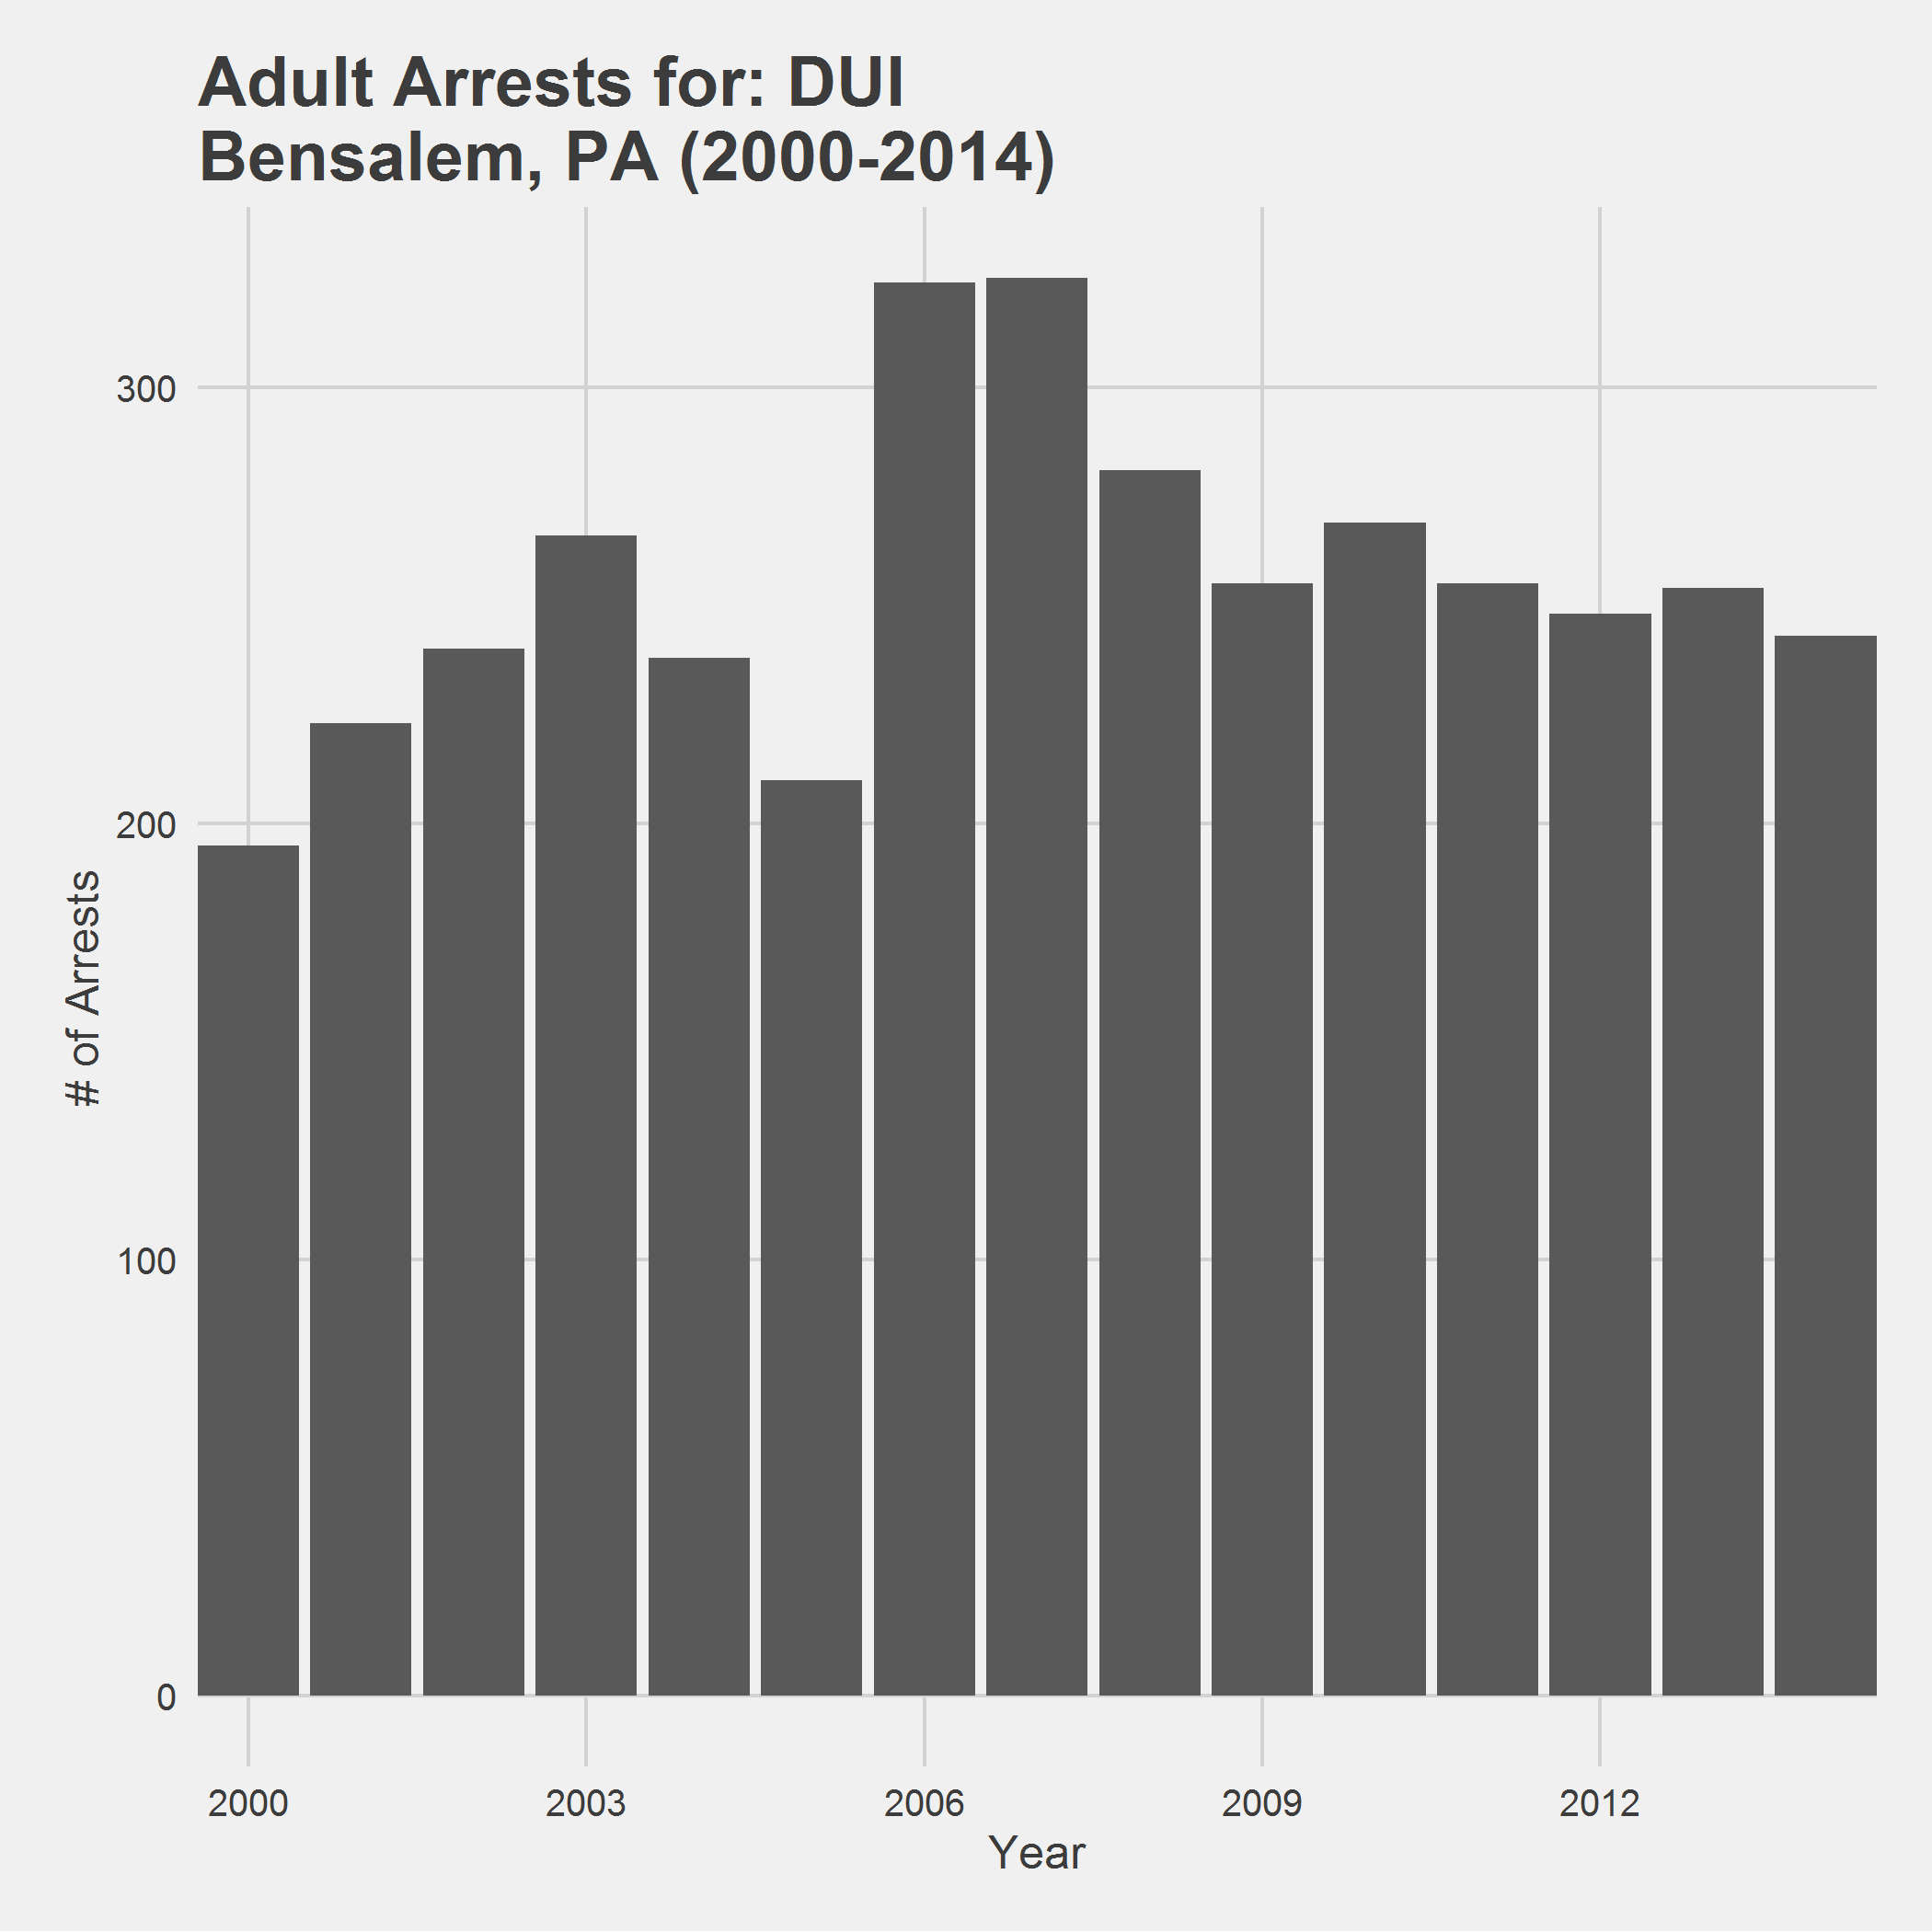 Adult Arrests for: DUI
Bensalem, PA (2000-2014)
300
200
100
0
# of Arrests
2000 2003 2006 2009 2012
Year